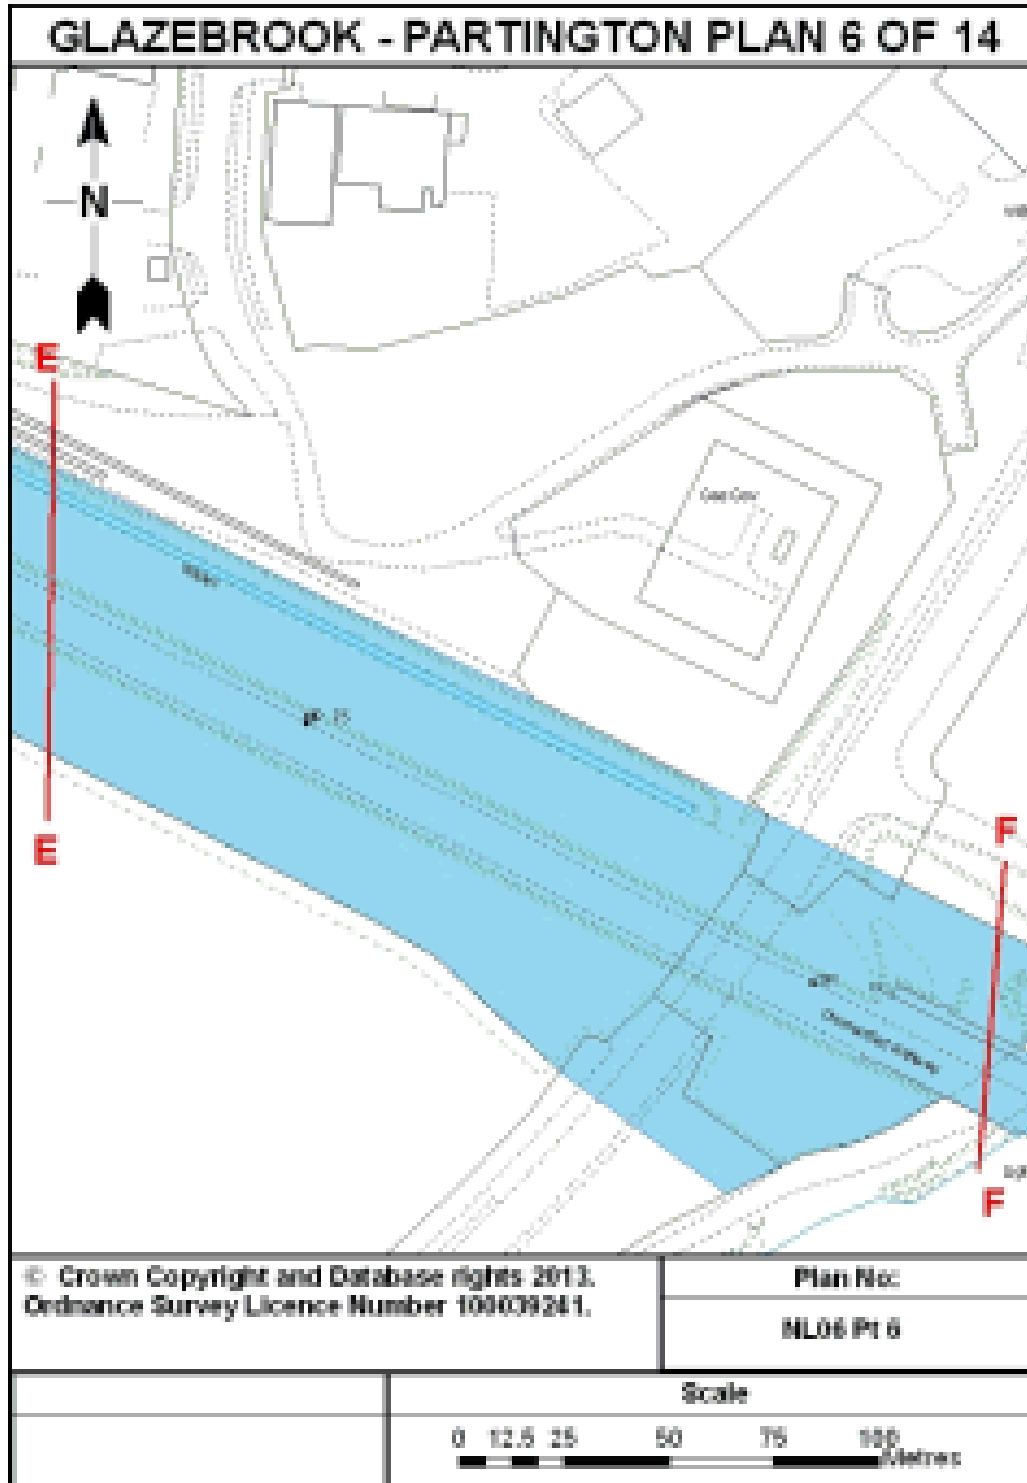 GLAZEBROOK - PARTINGTON PLAN 6 OF 14
N
E
E
F
F
© Crown Copyright and Database rights 2013.
Ordnance Survey Licence Number 100039241.
Plan No:
NL06 Pt 6
Scale
0 12.5 25 50 75 100
Metres